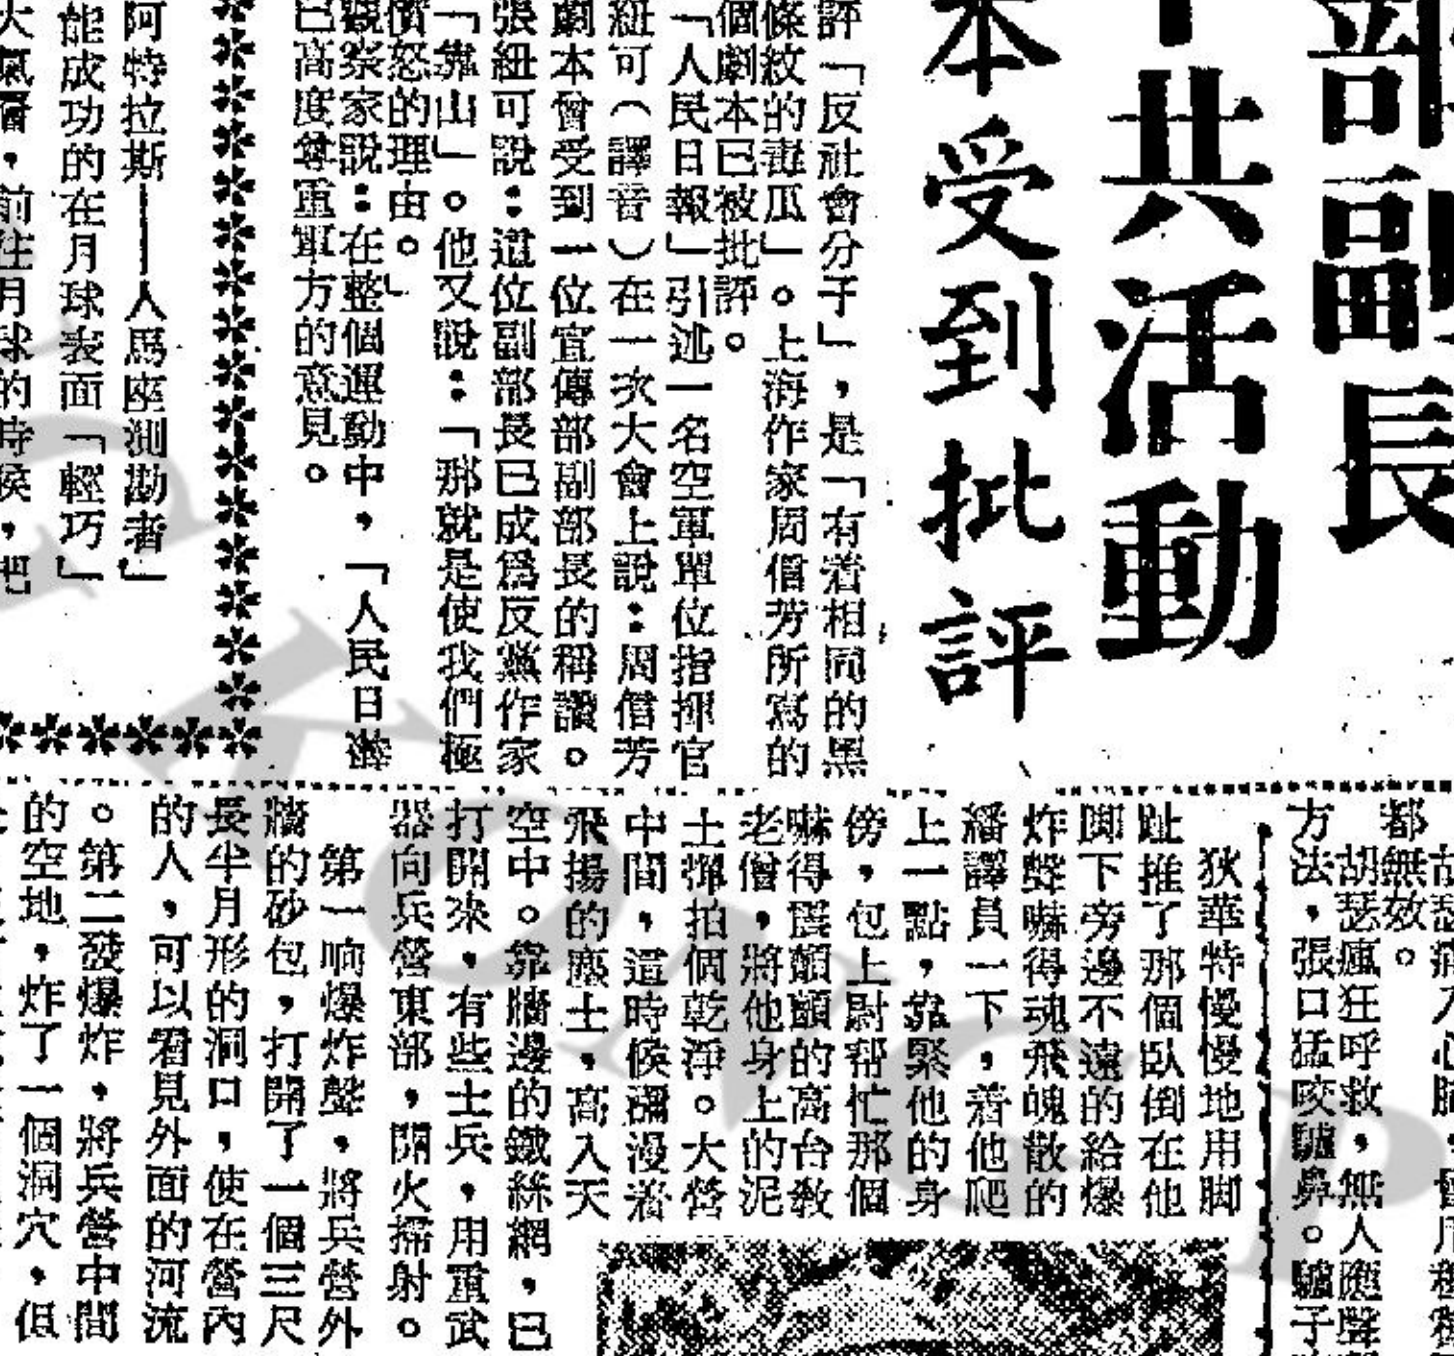 部副長
共活動
本受到批評
評「反社會分子」，是「有着相同的黑
條紋的毒瓜」。上海作家周信芳所寫的
個劇本已被批評。
「人民日報」引述一名空軍單位指揮官
紐可（譯音）在一次大會上說：周信芳
劇本會受到一位宣傳部副部長的稱讚。
張紐可說：這位副部長已成爲反黨作家
「靠山」。他又說：「那就是使我們極
憤怒的理由。」
觀察家說：在整個運動中，「人民日
已高度尊重軍方的意見。
阿特拉斯——人馬座測勘者」
能成功的在月球表面「輕巧」
大氣層，前往月球的時候，把
都無效。
胡瑟瘋狂呼救，無人應聲
方法，張口猛咬驢鼻。驢子
狄華特慢慢地用脚
趾推了那個臥倒在他
脚下旁邊不遠的給爆
炸聲嚇得魂飛魄散的
繙譯員一下，着他爬
上一點，靠緊他的身
傍，包上尉帮忙那個
嚇得震顫顫的高台教
老僧，將他身上的泥
土撣拍個乾淨。大營
中間，這時候瀰漫着
飛揚的塵士，高入天
空中。靠牆邊的鐵絲網，已
打開來，有些士兵，用重武
器向兵營東部，開火掃射。
第一响爆炸聲，將兵營外
牆的砂包，打開了一個三尺
長半月形的洞口，使在營內
的人，可以看見外面的河流
。第二發爆炸，將兵營中間
的空地，炸了一個洞穴，但